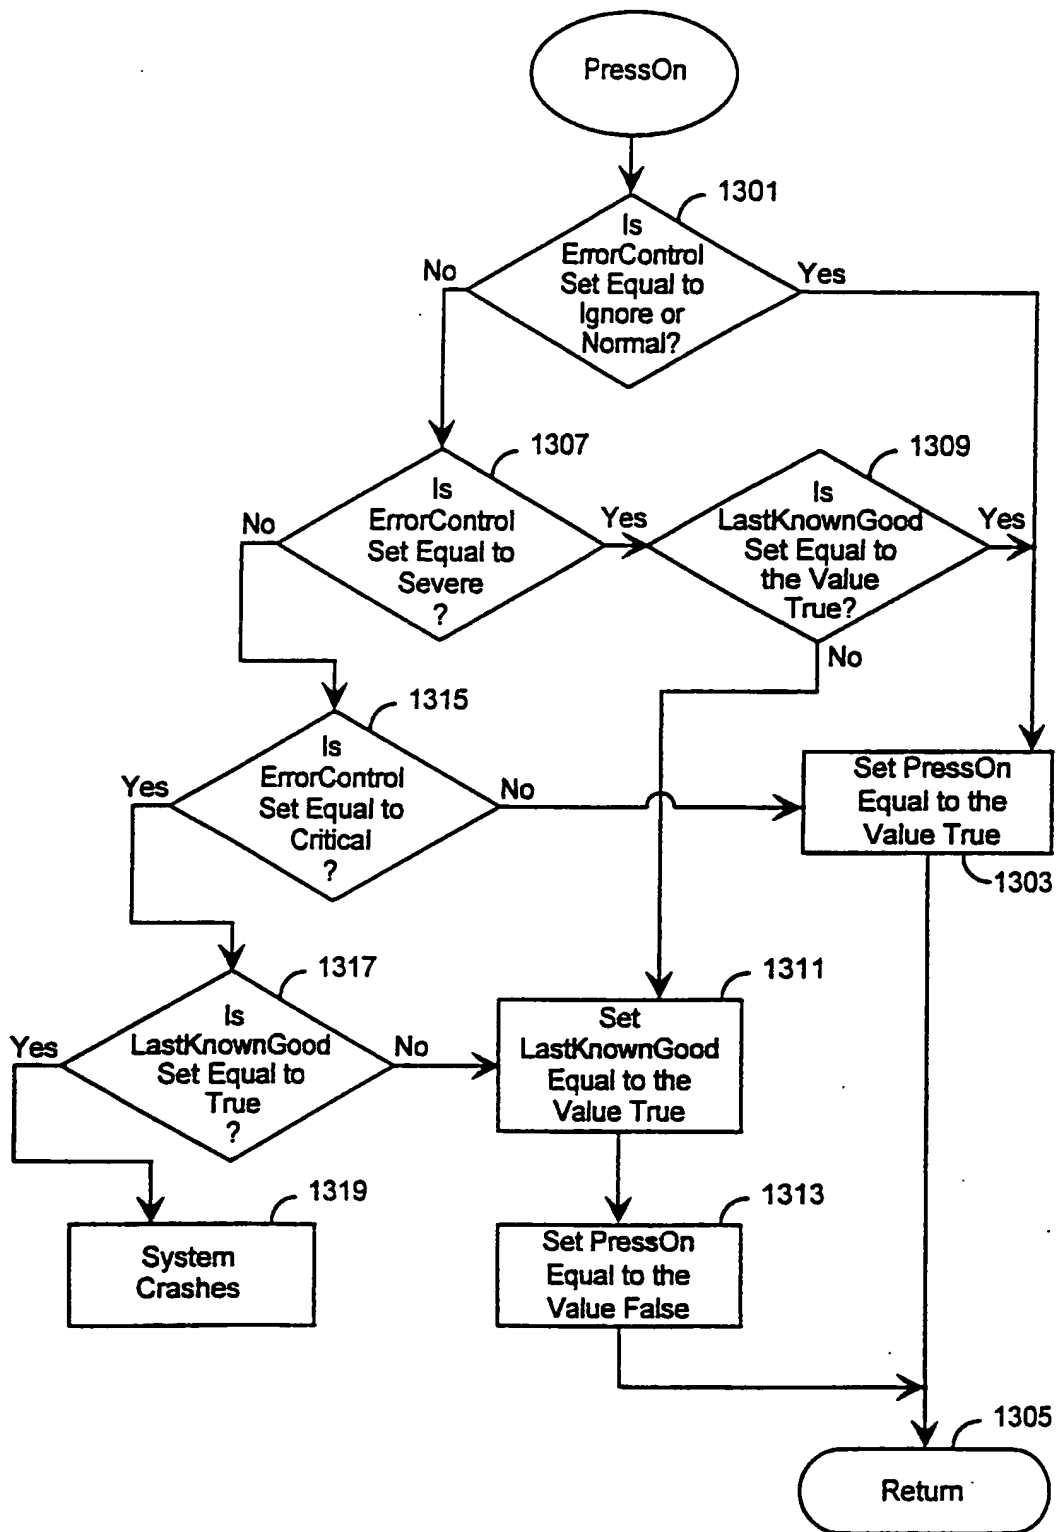 PressOn
1301
Is
ErrorControl
Set Equal to
Ignore or
Normal?
No
Yes
1307
Is
ErrorControl
Set Equal to
Severe
?
No
Yes
1309
Is
LastKnownGood
Set Equal to
the Value
True?
Yes
No
1315
Is
ErrorControl
Set Equal to
Critical
?
Yes
No
Set PressOn
Equal to the
Value True
1303
1317
Is
LastKnownGood
Set Equal to
True
?
Yes
No
1311
Set
LastKnownGood
Equal to the
Value True
1319
System
Crashes
1313
Set PressOn
Equal to the
Value False
1305
Return